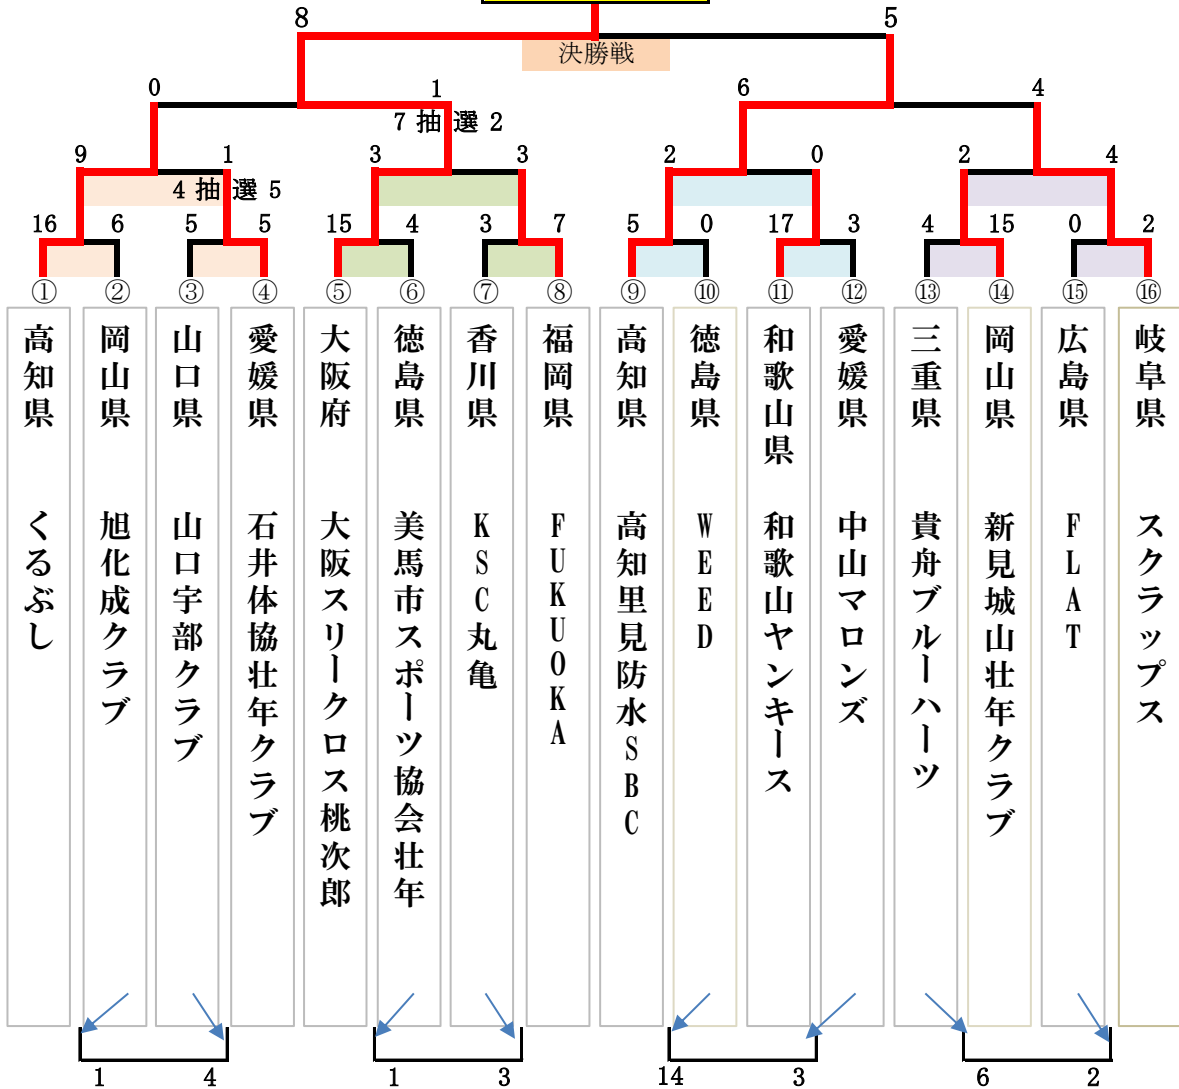 8 5
決勝戦
0 1 6 4
7 抽 選 2
9 1 3 3 2 0 2 4
4 抽 選 5
16 6 5 5 15 4 3 7 5 0 17 3 4 15 0 2
① ② ③ ④ ⑤ ⑥ ⑦ ⑧ ⑨ ⑩ ⑪ ⑫ ⑬ ⑭ ⑮ ⑯
高知県 くるぶし
岡山県 旭化成クラブ
山口県 山口宇部クラブ
愛媛県 石井体協壮年クラブ
大阪府 大阪スリークロス桃次郎
徳島県 美馬市スポーツ協会壮年
香川県 KSC丸亀
福岡県 FUKUOKA
高知県 高知里見防水SBC
徳島県 WEED
和歌山県 和歌山ヤンキース
愛媛県 中山マロンズ
三重県 貴舟ブルーハーツ
岡山県 新見城山壮年クラブ
広島県 FLAT
岐阜県 スクラップス
1 4 1 3 14 3 6 2